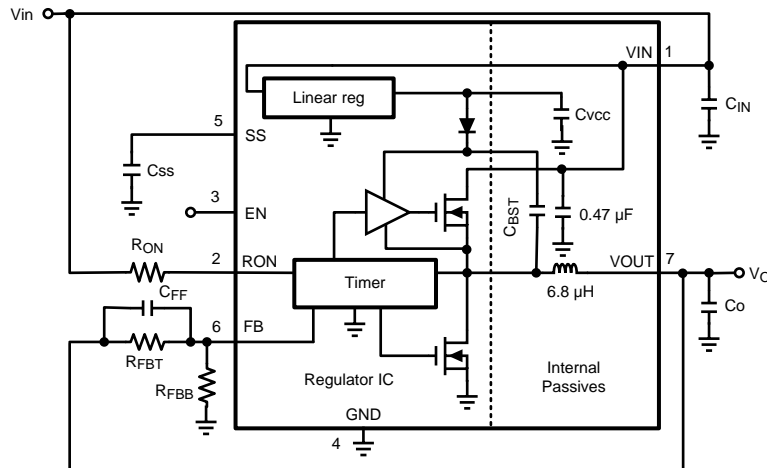 Vin
VIN 1
Linear reg
Cvcc
CIN
5
SS
Css
3
EN
CBST
0.47 µF
RON
2
RON
Timer
VOUT 7
VO
6.8 µH
Co
CFF
6
FB
RFBT
RFBB
Regulator IC
Internal
Passives
GND
4